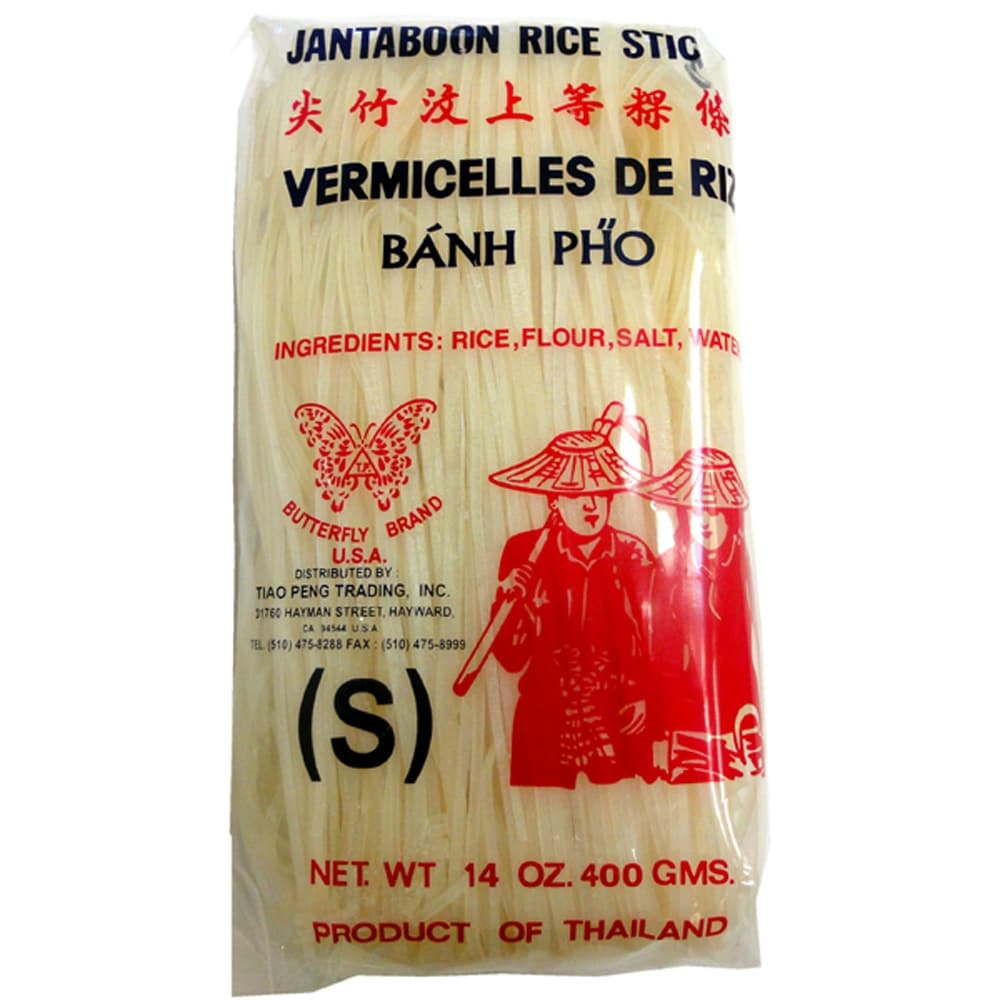 JANTABOON RICE STIC
尖竹汶上等粿條
VERMICELLES DE RIZ
BÁNH PHỞ
INGREDIENTS: RICE,FLOUR,SALT, WATE
T.P.
BUTTERFLY BRAND
U.S.A.
DISTRIBUTED BY :
TIAO PENG TRADING, INC.
31760 HAYMAN STREET, HAYWARD,
CA. 94544 U.S.A
TEL. (510) 475-8288 FAX : (510) 475-8999
(S)
NET. WT 14 OZ. 400 GMS.
PRODUCT OF THAILAND